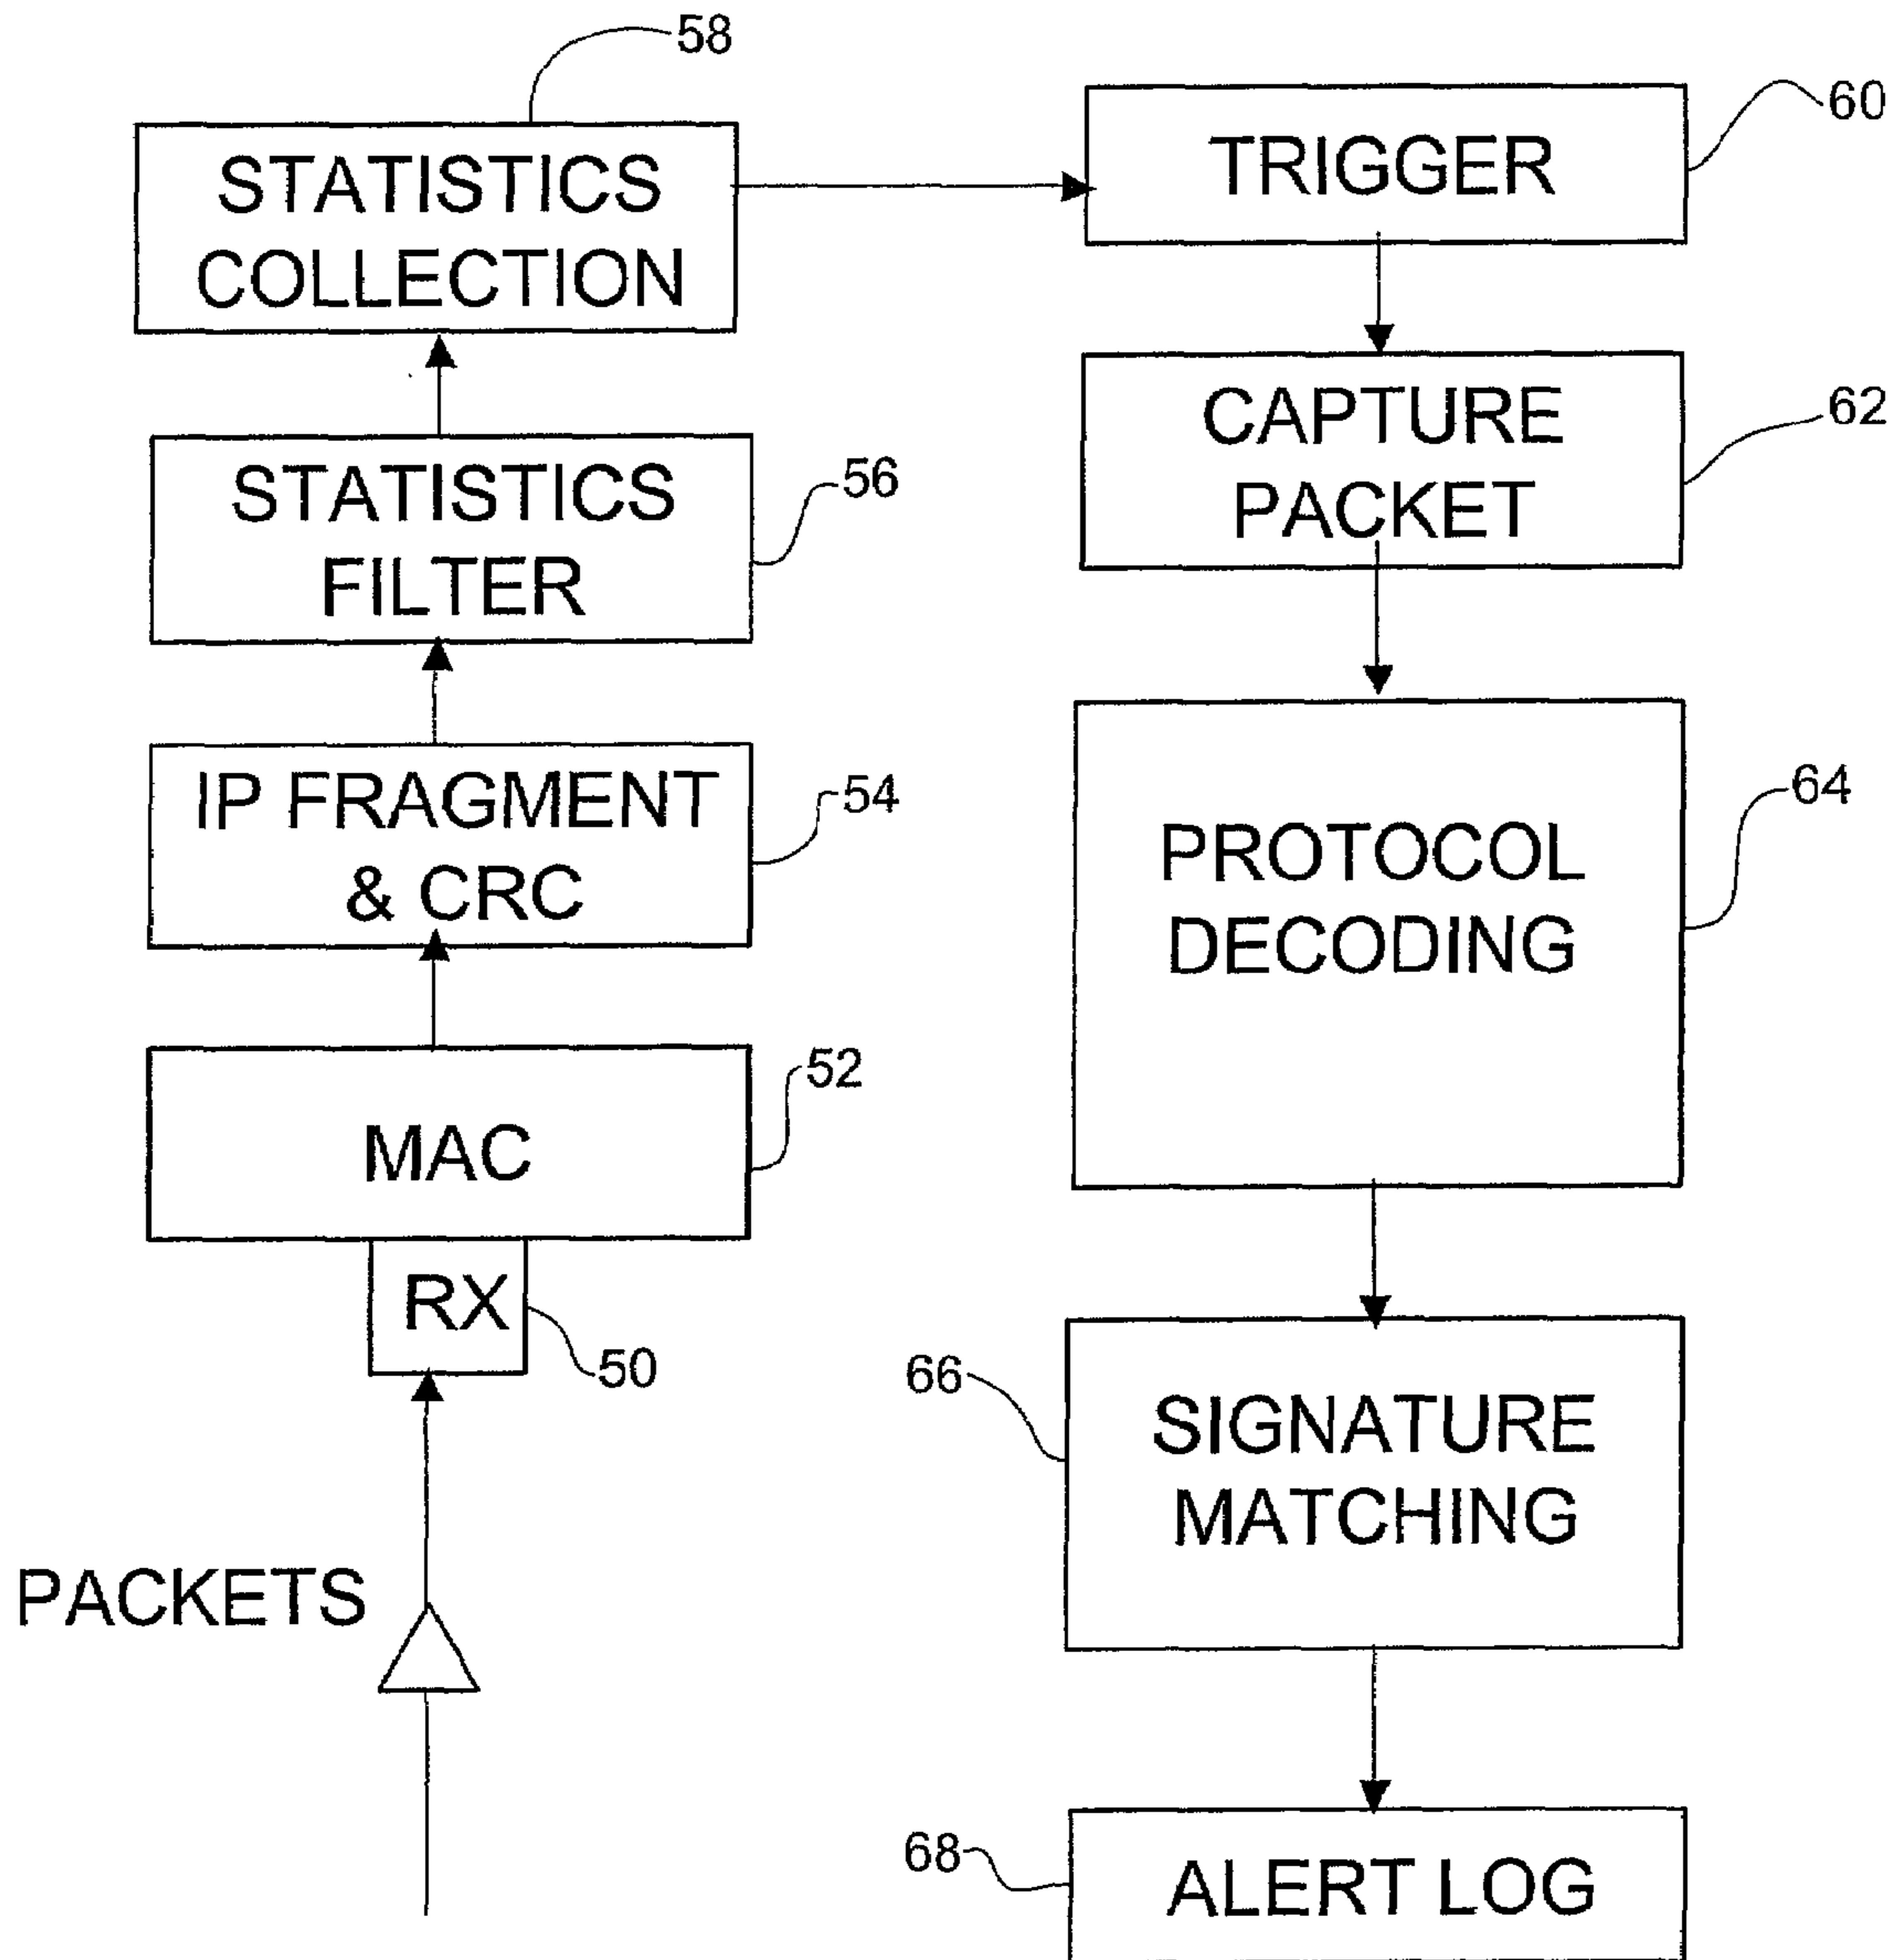 58
STATISTICS
COLLECTION
TRIGGER
60
CAPTURE
PACKET
62
STATISTICS
FILTER
56
IP FRAGMENT
& CRC
54
PROTOCOL
DECODING
64
MAC
52
RX
50
66
SIGNATURE
MATCHING
PACKETS
68
ALERT LOG